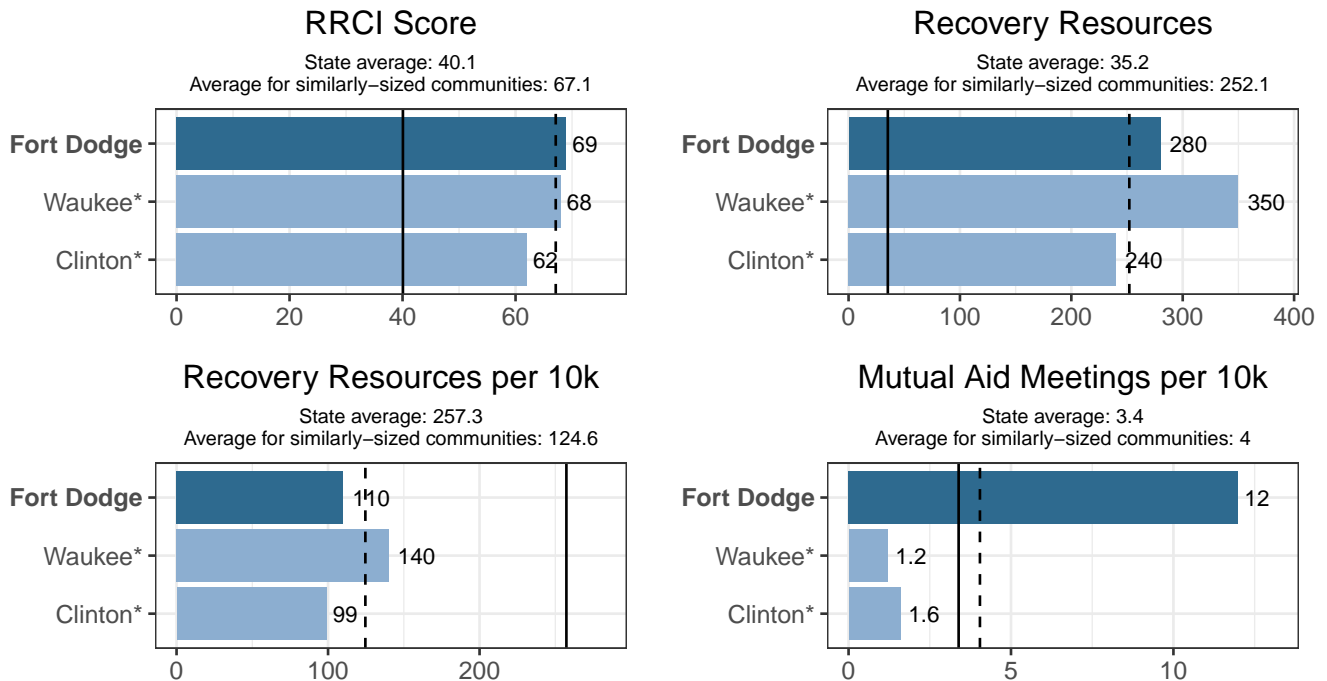 RRCI Score
State average: 40.1
Average for similarly−sized communities: 67.1
Fort Dodge
69
Waukee*
68
Clinton*
62
0 20 40 60
Recovery Resources
State average: 35.2
Average for similarly−sized communities: 252.1
Fort Dodge
280
Waukee*
350
Clinton*
240
0 100 200 300 400
Recovery Resources per 10k
State average: 257.3
Average for similarly−sized communities: 124.6
Fort Dodge
110
Waukee*
140
Clinton*
99
0 100 200
Mutual Aid Meetings per 10k
State average: 3.4
Average for similarly−sized communities: 4
Fort Dodge
12
Waukee*
1.2
Clinton*
1.6
0 5 10